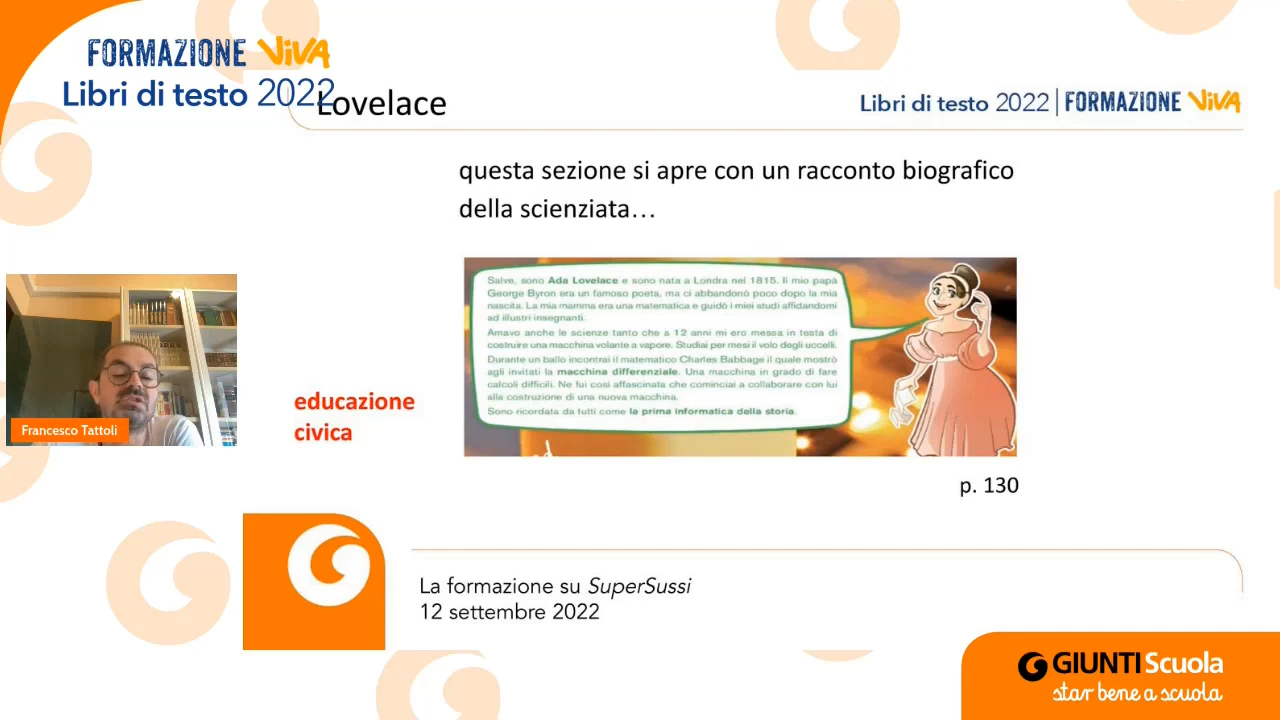 FORMAZIONE VIVA
Libri di testo 2022
Lovelace
Libri di testo 2022 | FORMAZIONE VIVA
questa sezione si apre con un racconto biografico
della scienziata…
Salve, sono Ada Lovelace e sono nata a Londra nel 1815. Il mio papà
George Byron era un famoso poeta, ma ci abbandonò poco dopo la mia
nascita. La mia mamma era una matematica e guidò i miei studi affidandomi
ad illustri insegnanti.
Amavo anche le scienze tanto che a 12 anni mi ero messa in testa di
costruire una macchina volante a vapore. Studiai per mesi il volo degli uccelli.
Durante un ballo incontrai il matematico Charles Babbage il quale mostrò
agli invitati la macchina differenziale. Una macchina in grado di fare
calcoli difficili. Ne fui così affascinata che cominciai a collaborare con lui
alla costruzione di una nuova macchina.
Sono ricordata da tutti come la prima informatica della storia.
Francesco Tattoli
educazione
civica
p. 130
La formazione su SuperSussi
12 settembre 2022
GIUNTI Scuola
star bene a scuola